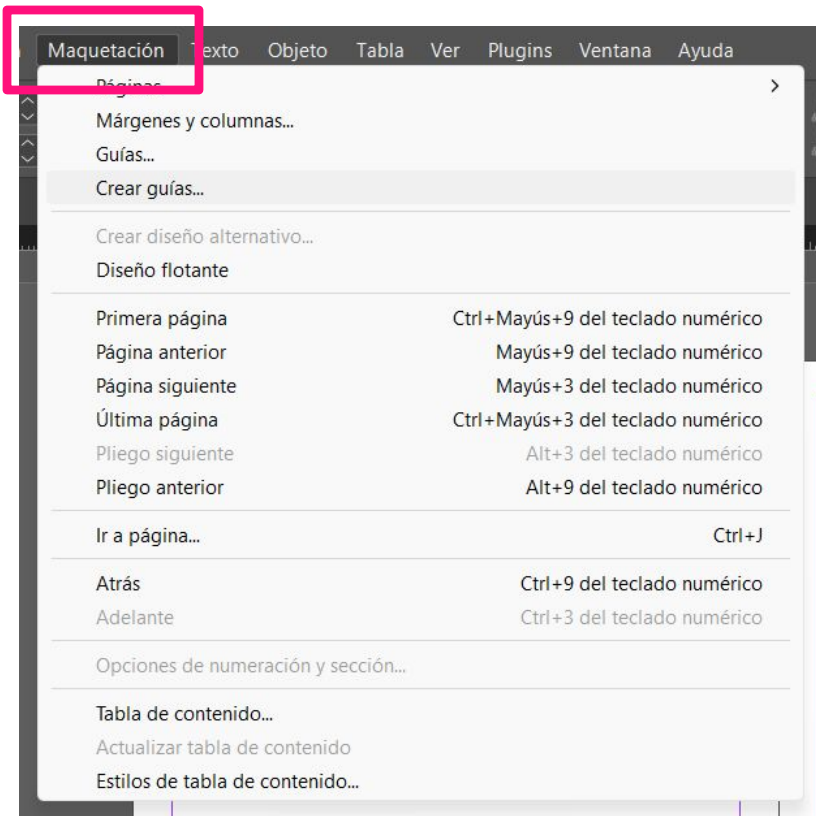 Maquetación Texto Objeto Tabla Ver Plugins Ventana Ayuda
Páginas
Márgenes y columnas...
Guías...
Crear guías...
Crear diseño alternativo...
Diseño flotante
Primera página Ctrl+Mayús+9 del teclado numérico
Página anterior Mayús+9 del teclado numérico
Página siguiente Mayús+3 del teclado numérico
Última página Ctrl+Mayús+3 del teclado numérico
Pliego siguiente Alt+3 del teclado numérico
Pliego anterior Alt+9 del teclado numérico
Ir a página... Ctrl+J
Atrás Ctrl+9 del teclado numérico
Adelante Ctrl+3 del teclado numérico
Opciones de numeración y sección...
Tabla de contenido...
Actualizar tabla de contenido
Estilos de tabla de contenido...